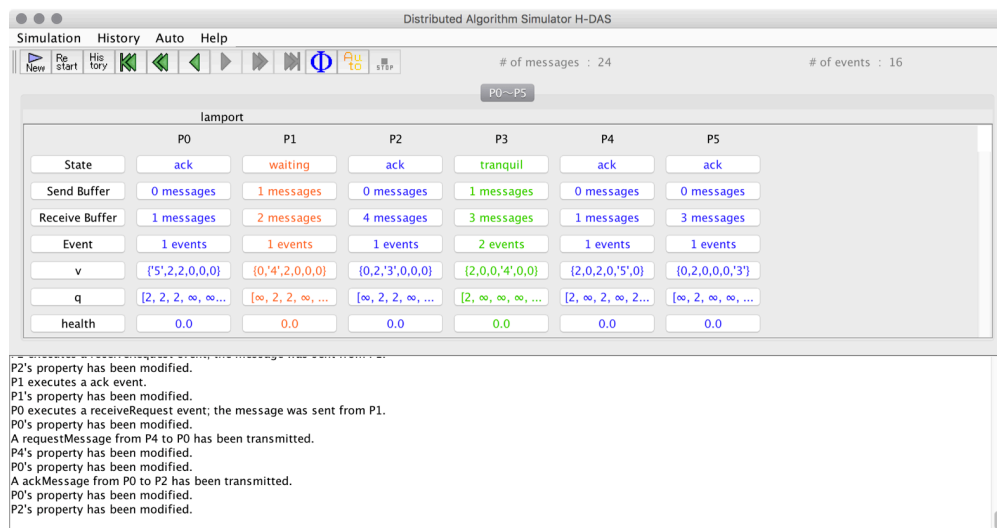 Distributed Algorithm Simulator H-DAS
Simulation History Auto Help
New Re start His tory Φ Au to STEP # of messages : 24 # of events : 16
P0~P5
lamport
P0 P1 P2 P3 P4 P5
State ack waiting ack tranquil ack ack
Send Buffer 0 messages 1 messages 0 messages 1 messages 0 messages 0 messages
Receive Buffer 1 messages 2 messages 4 messages 3 messages 1 messages 3 messages
Event 1 events 1 events 1 events 2 events 1 events 1 events
v {'5',2,2,0,0,0} {0,'4',2,0,0,0} {0,2,'3',0,0,0} {2,0,0,'4',0,0} {2,0,2,0,'5',0} {0,2,0,0,0,'3'}
q [2, 2, 2, ∞, ∞... [∞, 2, 2, ∞, ... [∞, 2, 2, ∞, ... [2, ∞, ∞, ∞, ... [2, ∞, 2, ∞, 2... [∞, 2, ∞, ∞, ...
health 0.0 0.0 0.0 0.0 0.0 0.0
P2's property has been modified.
P1 executes a ack event.
P1's property has been modified.
P0 executes a receiveRequest event; the message was sent from P1.
P0's property has been modified.
A requestMessage from P4 to P0 has been transmitted.
P4's property has been modified.
P0's property has been modified.
A ackMessage from P0 to P2 has been transmitted.
P0's property has been modified.
P2's property has been modified.